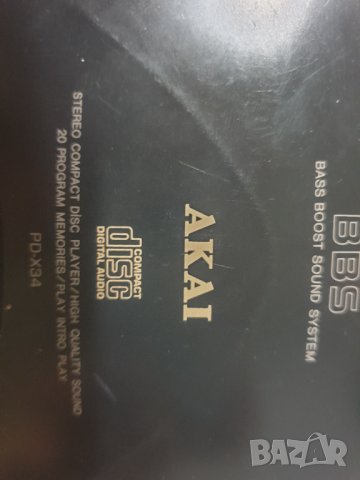 BBS
BASS BOOST SOUND SYSTEM
AKAI
COMPACT
disc
DIGITAL AUDIO
STEREO COMPACT DISC PLAYER/HIGH QUALITY SOUND
20 PROGRAM MEMORIES/PLAY INTRO PLAY
PD-X34
BAZAR